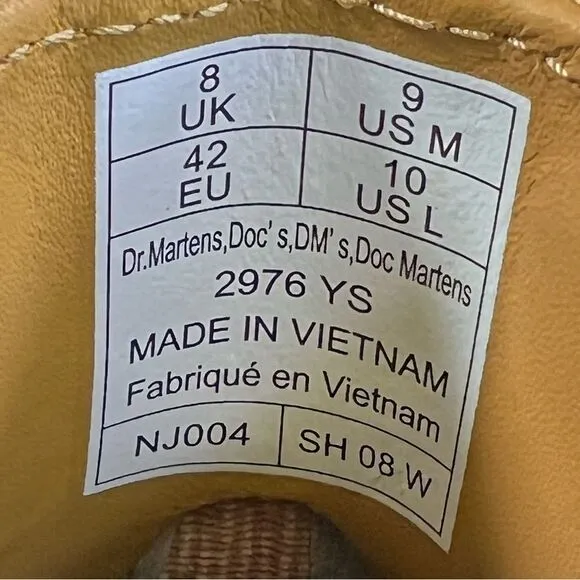 8 UK
9 US M
42 EU
10 US L
Dr.Martens,Doc's,DM's,Doc Martens
2976 YS
MADE IN VIETNAM
Fabriqué en Vietnam
NJ004
SH 08 W